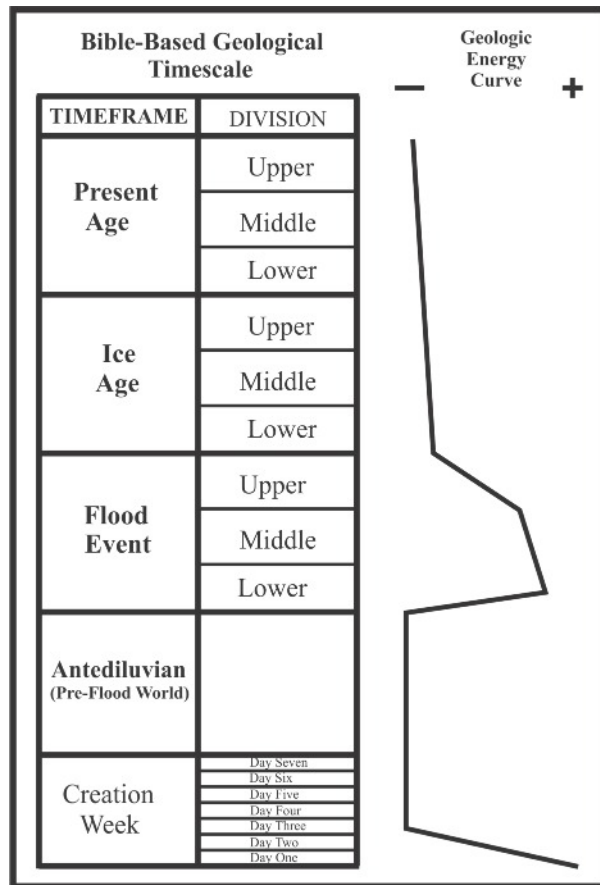 Bible-Based Geological
Timescale
Geologic
Energy
Curve
— +
TIMEFRAME DIVISION
Present
Age
Upper
Middle
Lower
Ice
Age
Upper
Middle
Lower
Flood
Event
Upper
Middle
Lower
Antediluvian
(Pre-Flood World)
Creation
Week
Day Seven
Day Six
Day Five
Day Four
Day Three
Day Two
Day One